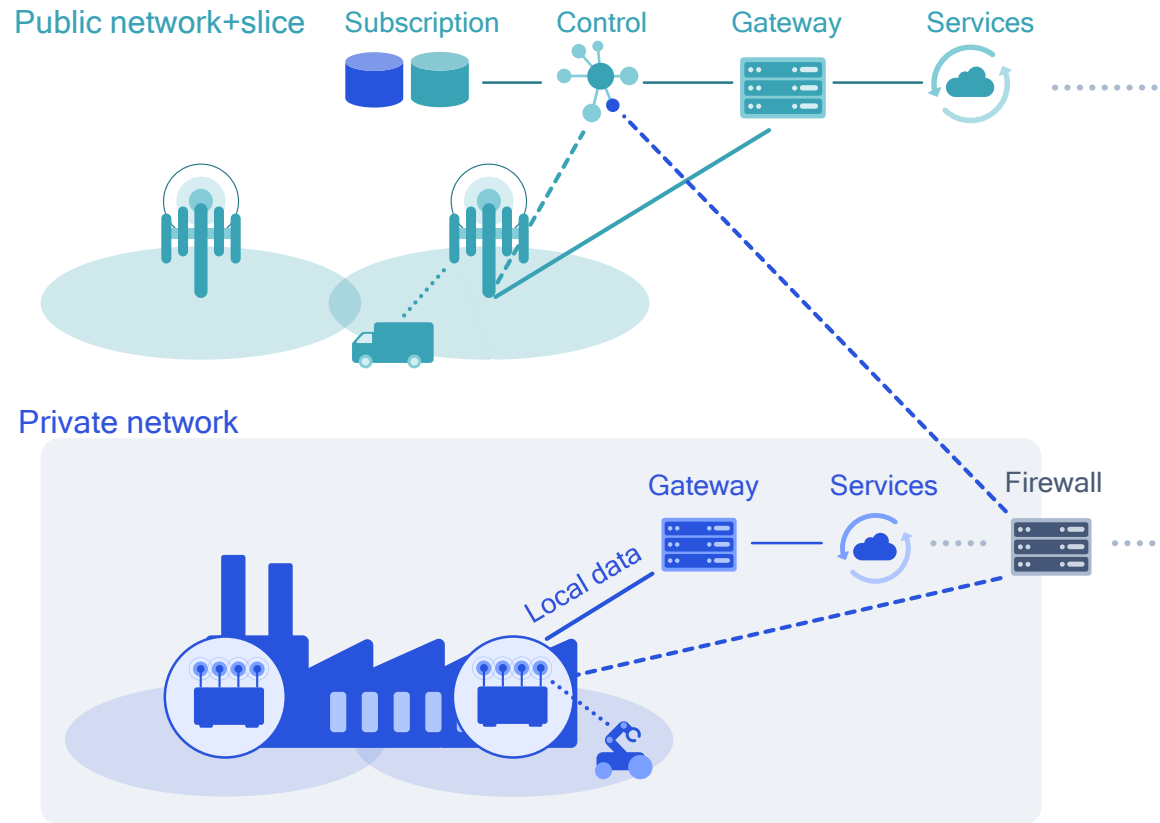 Public network+slice
Subscription
Control
Gateway
Services
Private network
Gateway
Services
Firewall
Local data